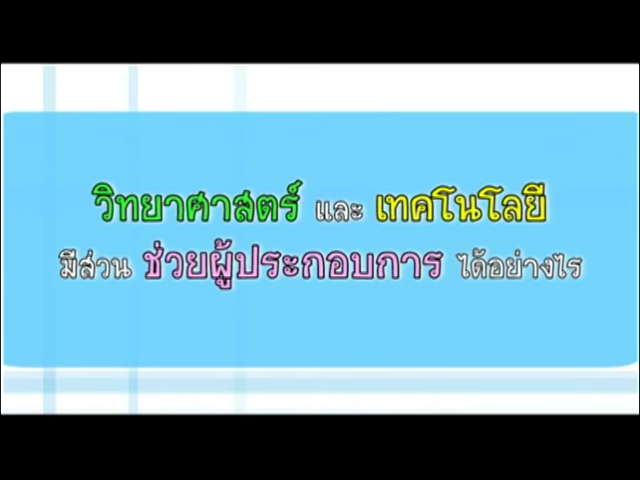 วิทยาศาสตร์ และ เทคโนโลยี
มีส่วน ช่วยผู้ประกอบการ ได้อย่างไร